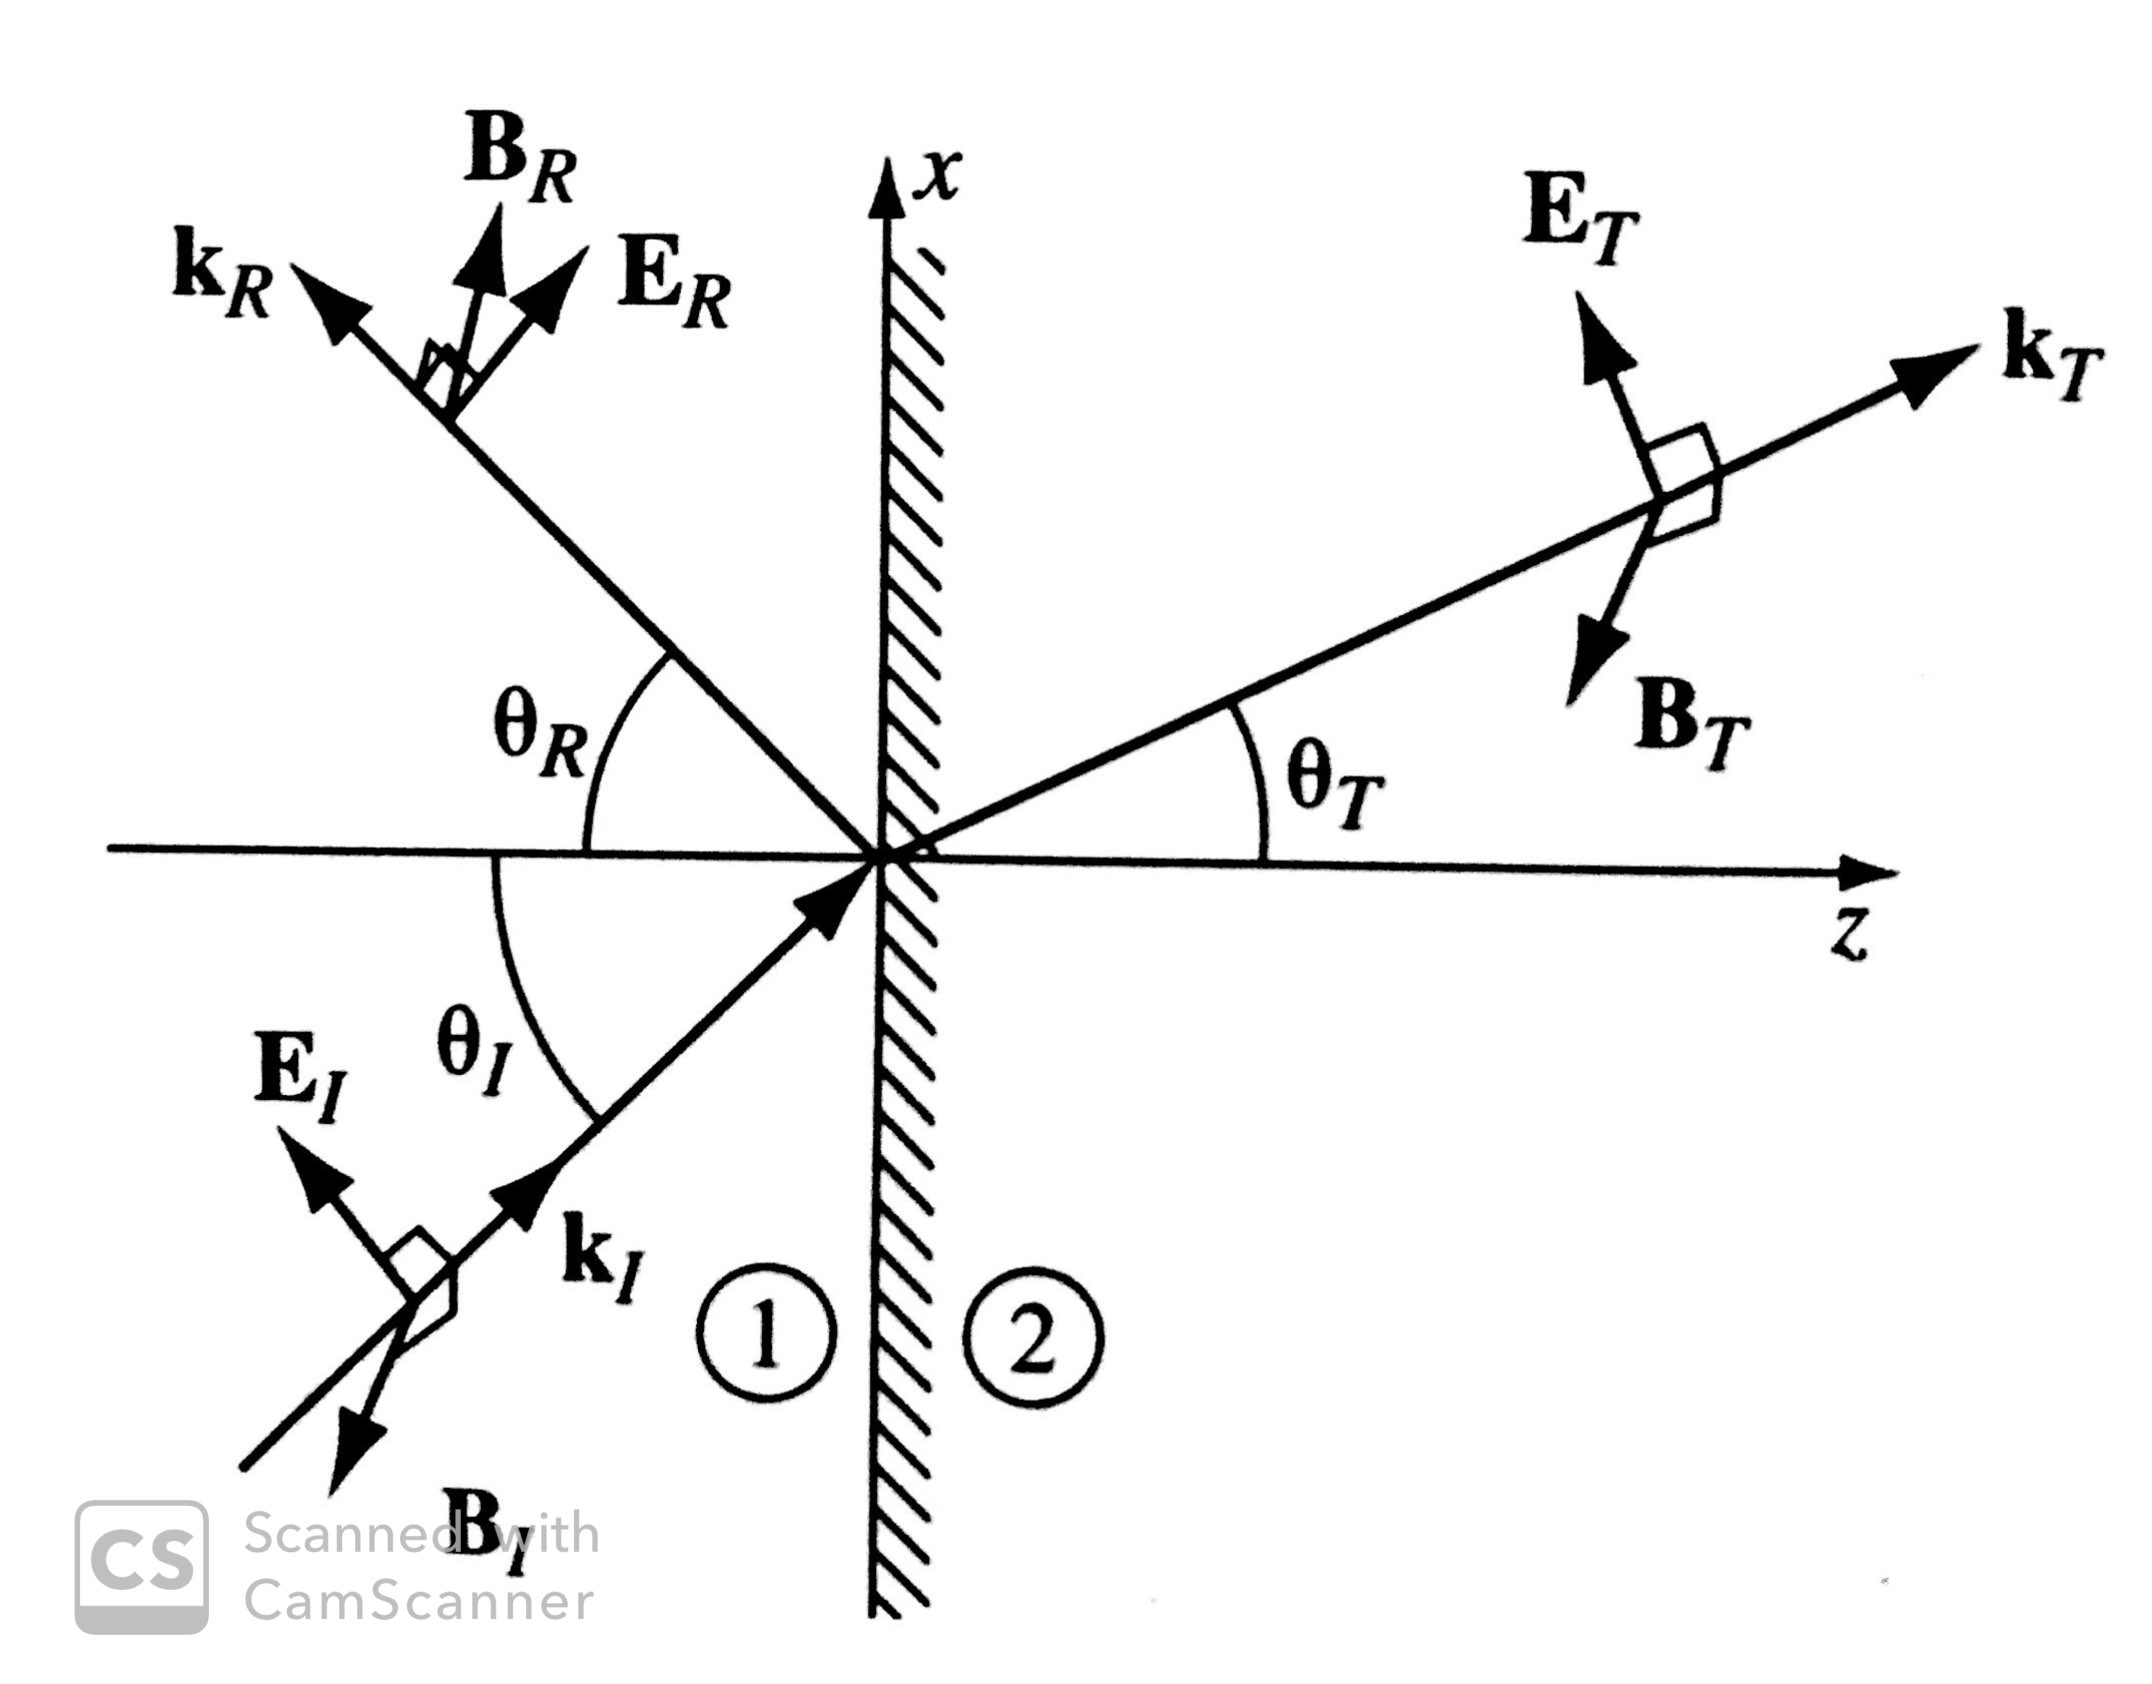 B_R
x
k_R
E_R
E_T
k_T
B_T
θ_R
θ_T
z
θ_I
E_I
k_I
1
2
B_I
CS
Scanned with
CamScanner